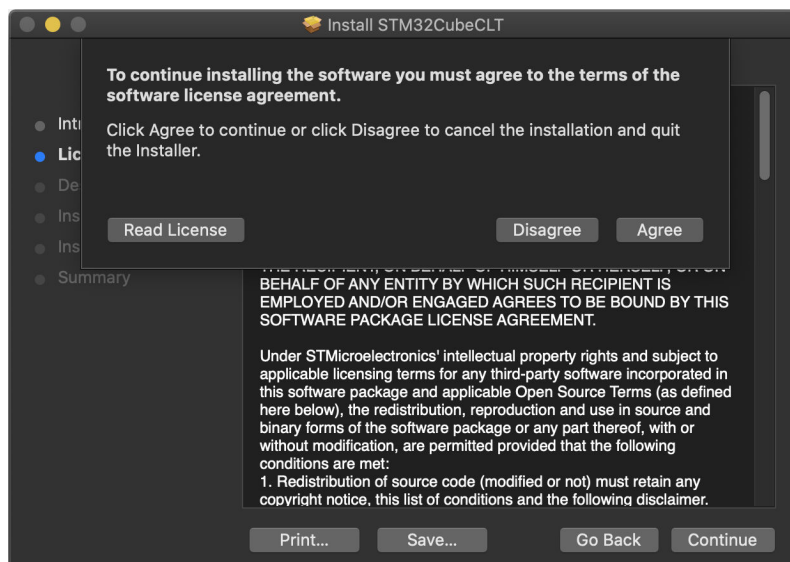 Install STM32CubeCLT
To continue installing the software you must agree to the terms of the
software license agreement.
Click Agree to continue or click Disagree to cancel the installation and quit
the Installer.
Read License
Disagree
Agree
Summary
BEHALF OF ANY ENTITY BY WHICH SUCH RECIPIENT IS
EMPLOYED AND/OR ENGAGED AGREES TO BE BOUND BY THIS
SOFTWARE PACKAGE LICENSE AGREEMENT.
Under STMicroelectronics' intellectual property rights and subject to
applicable licensing terms for any third-party software incorporated in
this software package and applicable Open Source Terms (as defined
here below), the redistribution, reproduction and use in source and
binary forms of the software package or any part thereof, with or
without modification, are permitted provided that the following
conditions are met:
1. Redistribution of source code (modified or not) must retain any
copyright notice, this list of conditions and the following disclaimer.
Print...
Save...
Go Back
Continue